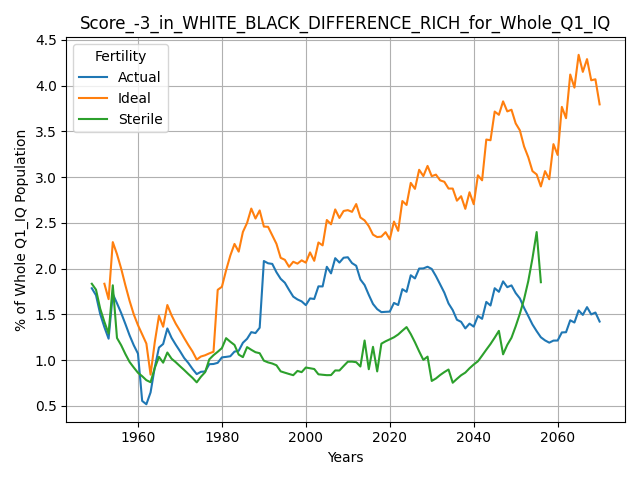 Score_-3_in_WHITE_BLACK_DIFFERENCE_RICH_for_Whole_Q1_IQ
Fertility
Actual
Ideal
Sterile
% of Whole Q1_IQ Population
4.5
4.0
3.5
3.0
2.5
2.0
1.5
1.0
0.5
1960
1980
2000
2020
2040
2060
Years